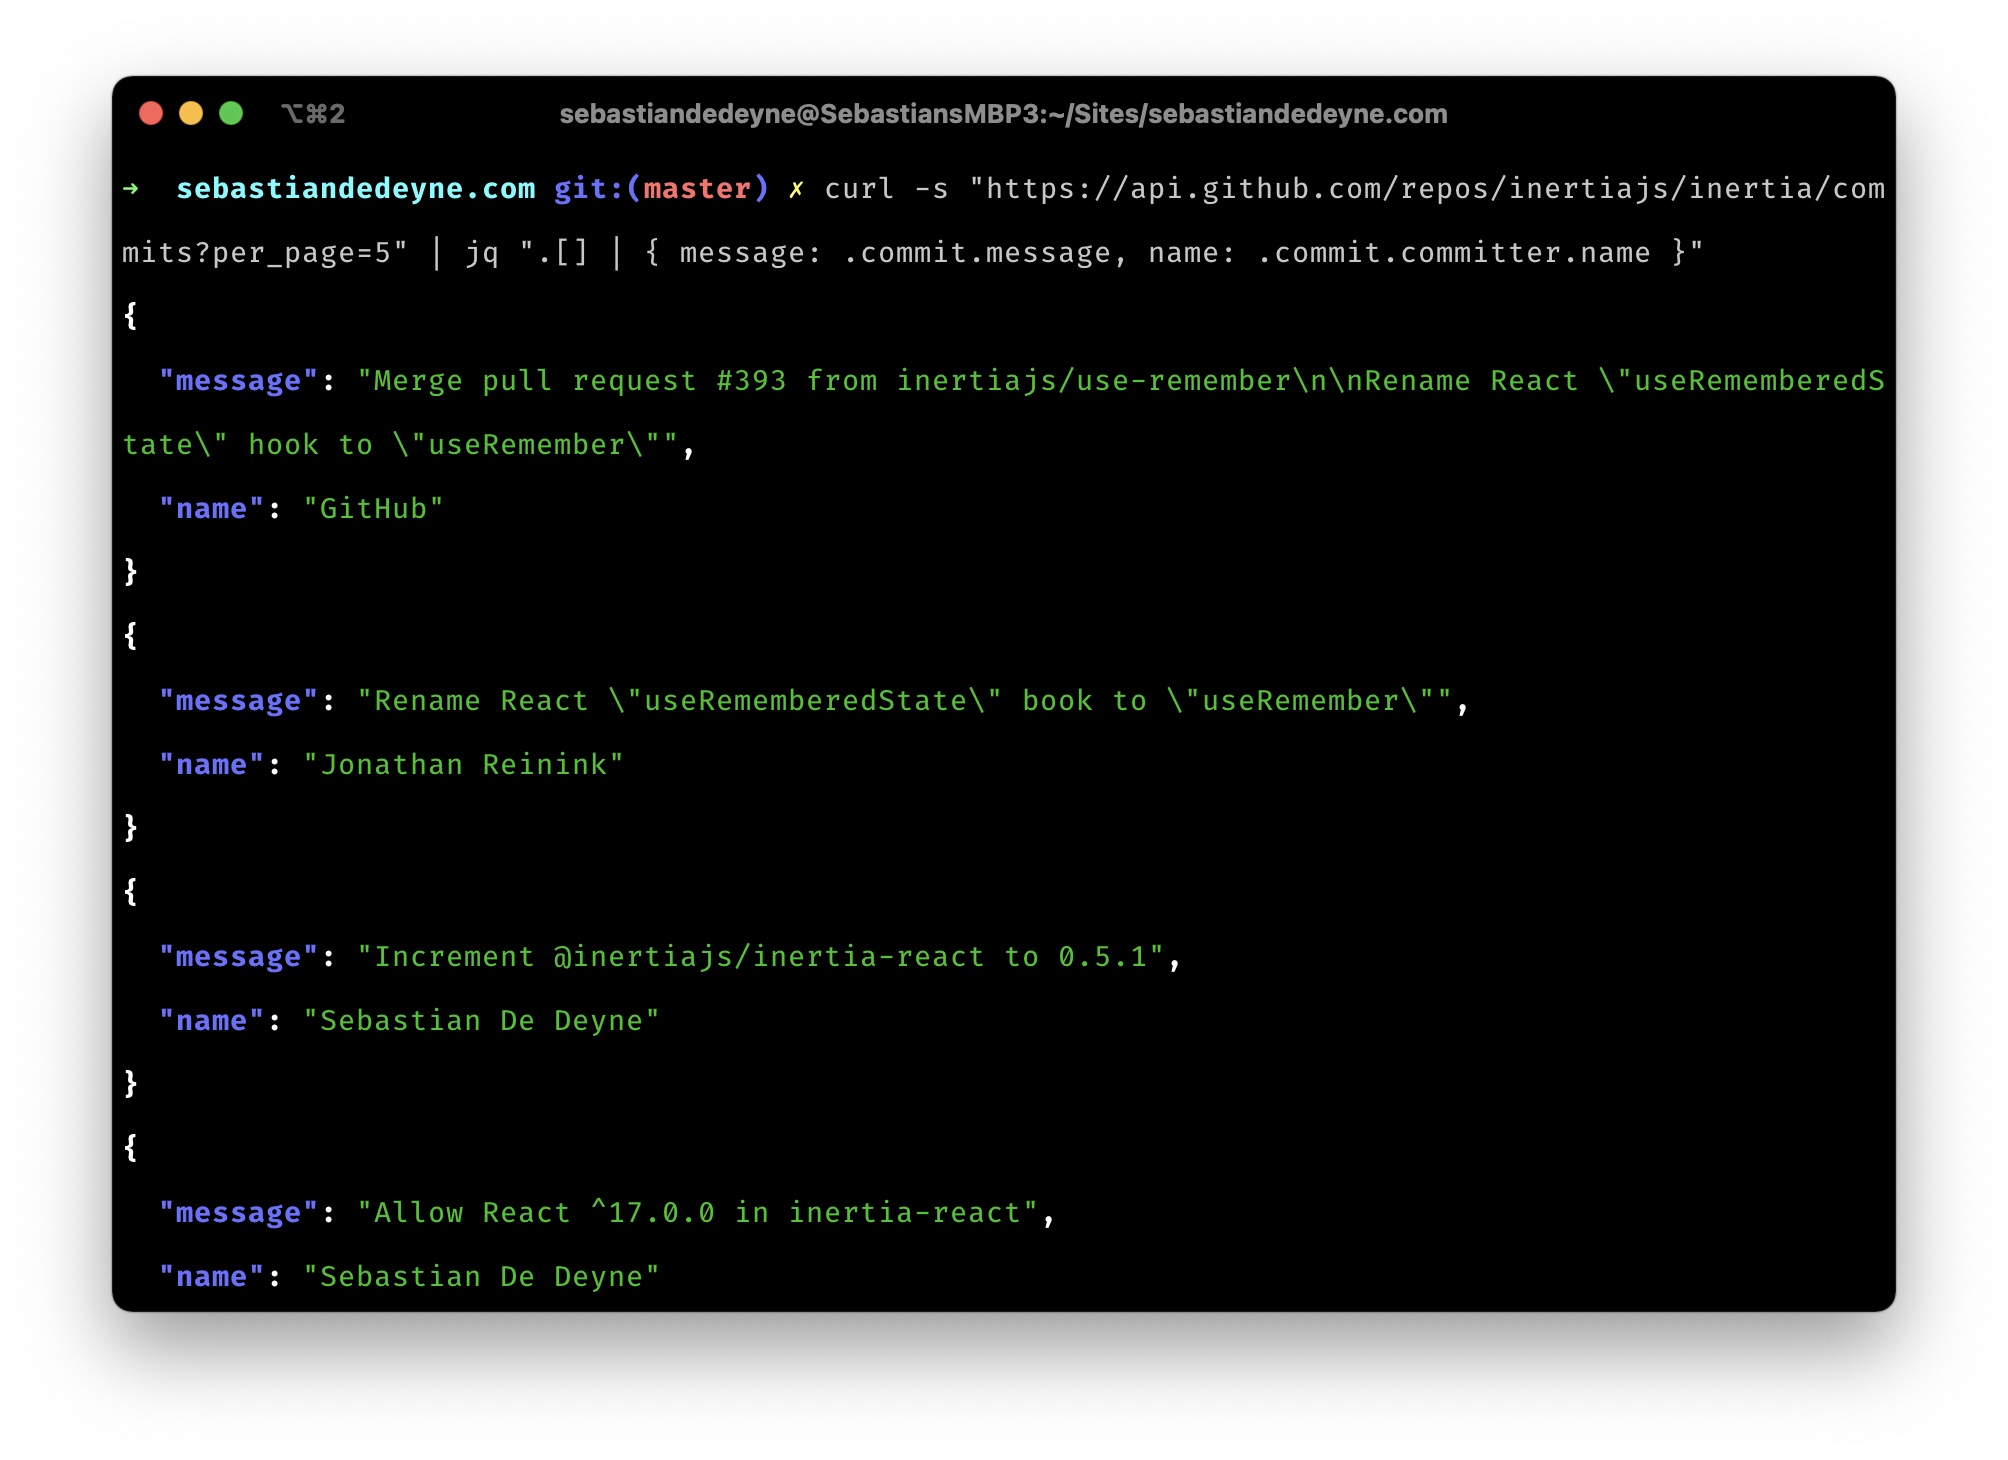 ⌥⌘2 sebastiandedeyne@SebastiansMBP3:~/Sites/sebastiandedeyne.com
➜  sebastiandedeyne.com git:(master) ✗ curl -s "https://api.github.com/repos/inertiajs/inertia/com
mits?per_page=5" | jq ".[] | { message: .commit.message, name: .commit.committer.name }"
{
  "message": "Merge pull request #393 from inertiajs/use-remember\n\nRename React \"useRememberedS
tate\" hook to \"useRemember\"",
  "name": "GitHub"
}
{
  "message": "Rename React \"useRememberedState\" book to \"useRemember\"",
  "name": "Jonathan Reinink"
}
{
  "message": "Increment @inertiajs/inertia-react to 0.5.1",
  "name": "Sebastian De Deyne"
}
{
  "message": "Allow React ^17.0.0 in inertia-react",
  "name": "Sebastian De Deyne"